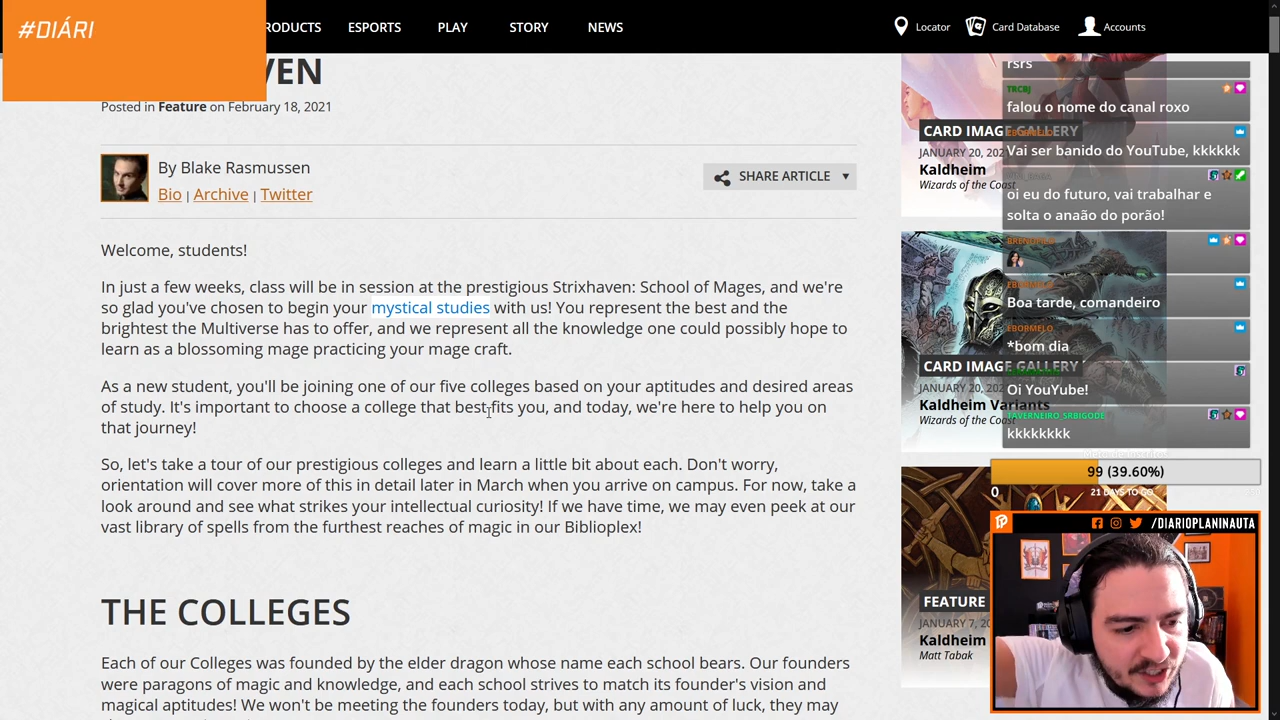 #DIÁRI
RODUCTS ESPORTS PLAY STORY NEWS
Locator Card Database Accounts
VEN
Posted in Feature on February 18, 2021
By Blake Rasmussen
Bio | Archive | Twitter
SHARE ARTICLE
Welcome, students!
In just a few weeks, class will be in session at the prestigious Strixhaven: School of Mages, and we're
so glad you've chosen to begin your mystical studies with us! You represent the best and the
brightest the Multiverse has to offer, and we represent all the knowledge one could possibly hope to
learn as a blossoming mage practicing your mage craft.
As a new student, you'll be joining one of our five colleges based on your aptitudes and desired areas
of study. It's important to choose a college that best fits you, and today, we're here to help you on
that journey!
So, let's take a tour of our prestigious colleges and learn a little bit about each. Don't worry,
orientation will cover more of this in detail later in March when you arrive on campus. For now, take a
look around and see what strikes your intellectual curiosity! If we have time, we may even peek at our
vast library of spells from the furthest reaches of magic in our Biblioplex!
THE COLLEGES
Each of our Colleges was founded by the elder dragon whose name each school bears. Our founders
were paragons of magic and knowledge, and each school strives to match its founder's vision and
magical aptitudes! We won't be meeting the founders today, but with any amount of luck, they may
CARD IMAGE GALLERY
JANUARY 20, 202
Kaldheim
Wizards of the Coast
CARD IMAGE GALLERY
JANUARY 20, 202
Kaldheim Variants
Wizards of the Coast
FEATURE
JANUARY 7, 20
Kaldheim
Matt Tabak
rsrs
TRCBJ
falou o nome do canal roxo
EBORMELO
Vai ser banido do YouTube, kkkkkk
oi eu do futuro, vai trabalhar e
solta o anaão do porão!
EBORMELO
Boa tarde, comandeiro
EBORMELO
*bom dia
Oi YouYube!
TAVERNEIRO_SRBIGODE
kkkkkkkk
99 (39.60%)
0
21 DAYS TO GO
/DIARIOPLANINAUTA